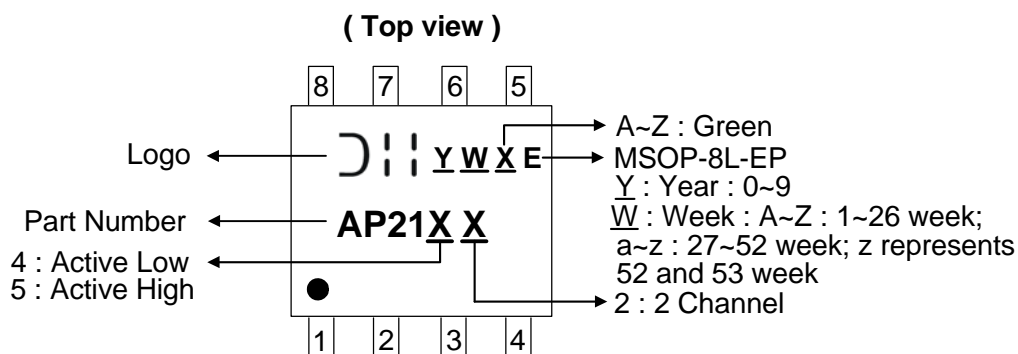 ( Top view )
8 7 6 5
Logo
Y W X E
A~Z : Green
MSOP-8L-EP
Y : Year : 0~9
W : Week : A~Z : 1~26 week;
a~z : 27~52 week; z represents
52 and 53 week
Part Number
AP21X X
4 : Active Low
5 : Active High
2 : 2 Channel
1 2 3 4